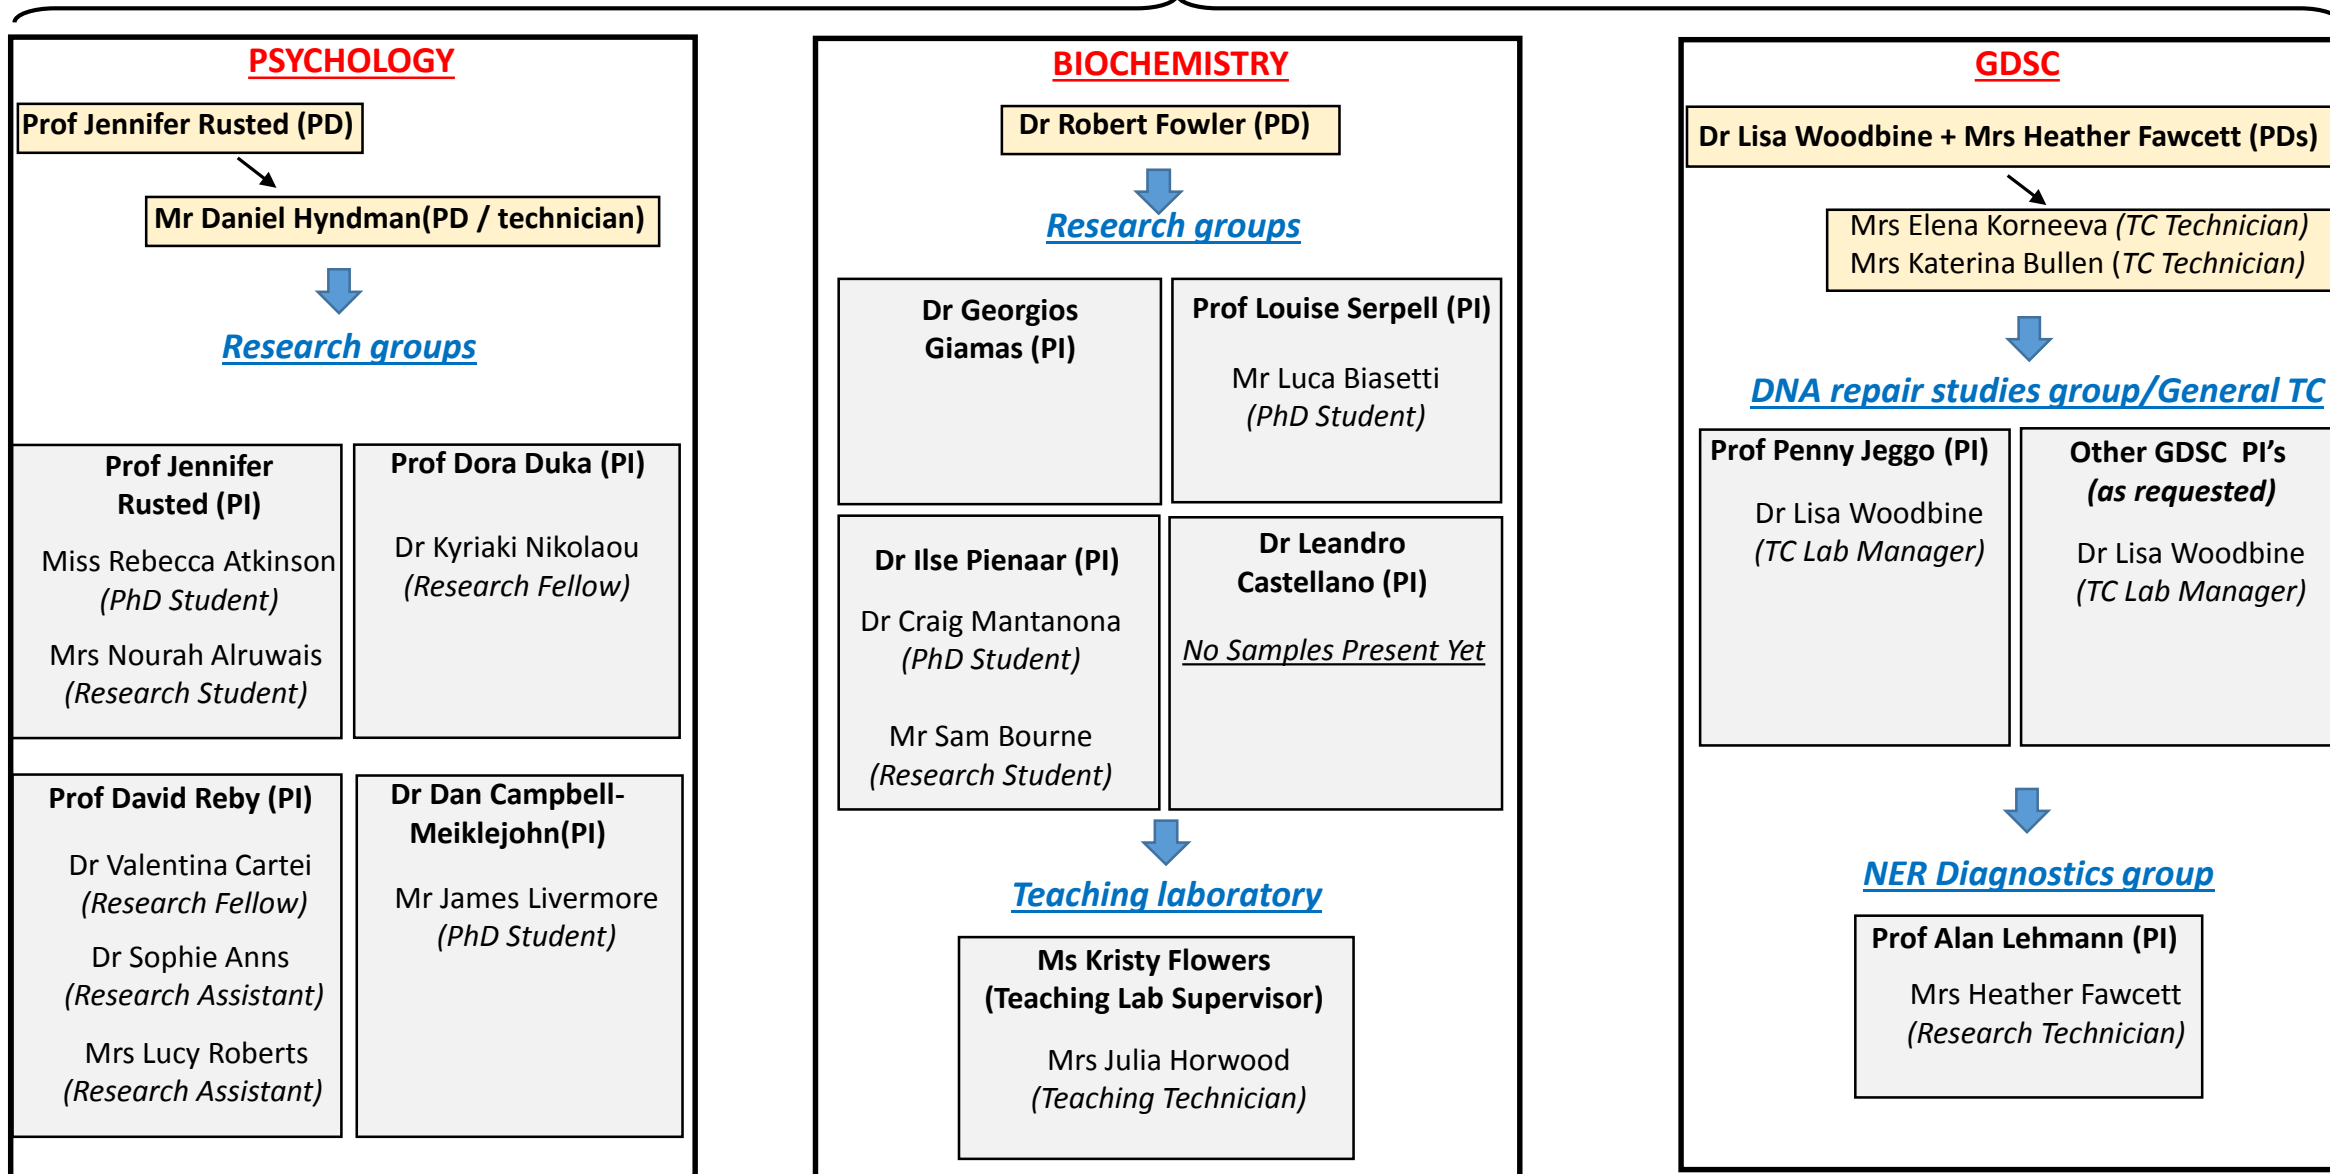 PSYCHOLOGY
Prof Jennifer Rusted (PD)
Mr Daniel Hyndman(PD / technician)
Research groups
Prof Jennifer
Rusted (PI)
Miss Rebecca Atkinson
(PhD Student)
Mrs Nourah Alruwais
(Research Student)
Prof Dora Duka (PI)
Dr Kyriaki Nikolaou
(Research Fellow)
Prof David Reby (PI)
Dr Valentina Cartei
(Research Fellow)
Dr Sophie Anns
(Research Assistant)
Mrs Lucy Roberts
(Research Assistant)
Dr Dan Campbell-
Meiklejohn(PI)
Mr James Livermore
(PhD Student)
BIOCHEMISTRY
Dr Robert Fowler (PD)
Research groups
Dr Georgios
Giamas (PI)
Prof Louise Serpell (PI)
Mr Luca Biasetti
(PhD Student)
Dr Ilse Pienaar (PI)
Dr Craig Mantanona
(PhD Student)
Mr Sam Bourne
(Research Student)
Dr Leandro
Castellano (PI)
No Samples Present Yet
Teaching laboratory
Ms Kristy Flowers
(Teaching Lab Supervisor)
Mrs Julia Horwood
(Teaching Technician)
GDSC
Dr Lisa Woodbine + Mrs Heather Fawcett (PDs)
Mrs Elena Korneeva (TC Technician)
Mrs Katerina Bullen (TC Technician)
DNA repair studies group/General TC
Prof Penny Jeggo (PI)
Dr Lisa Woodbine
(TC Lab Manager)
Other GDSC  PI’s
(as requested)
Dr Lisa Woodbine
(TC Lab Manager)
NER Diagnostics group
Prof Alan Lehmann (PI)
Mrs Heather Fawcett
(Research Technician)